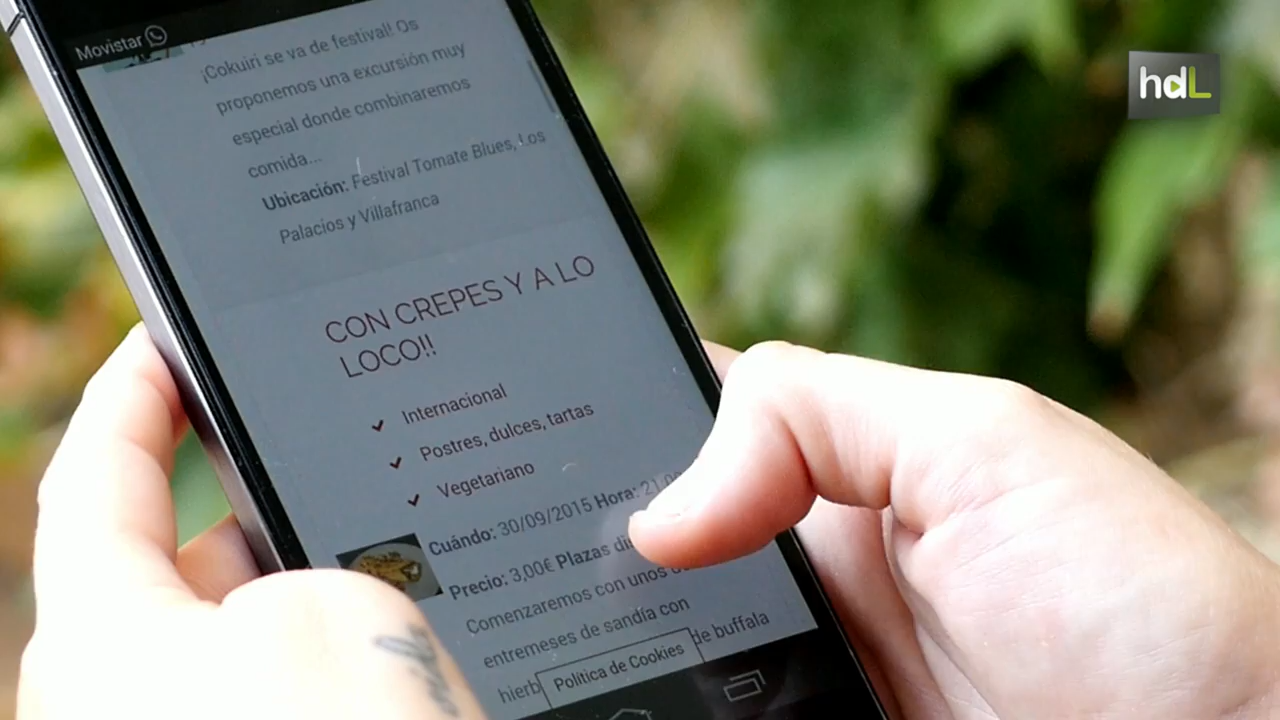 Movistar
hdL
¡Cokuiri se va de festival! Os
proponemos una excursión muy
especial donde combinaremos
comida...
Ubicación: Festival Tomate Blues, Los
Palacios y Villafranca
CON CREPES Y A LO
LOCO!!
Internacional
Postres, dulces, tartas
Vegetariano
Cuándo: 30/09/2015 Hora:
Precio: 3,00€ Plazas
Comenzaremos con unos
entremeses de sandía con
de buffala
Política de Cookies